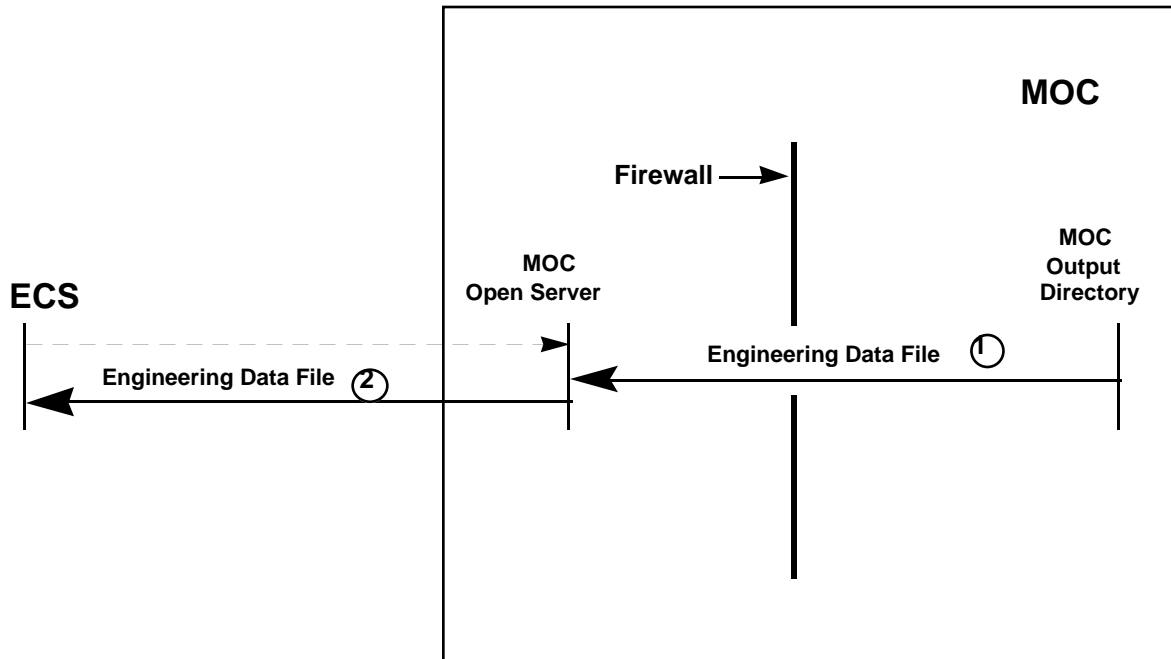 MOC
Firewall
MOC
Output
Directory
MOC
Open Server
ECS
Engineering Data File 1
Engineering Data File 2